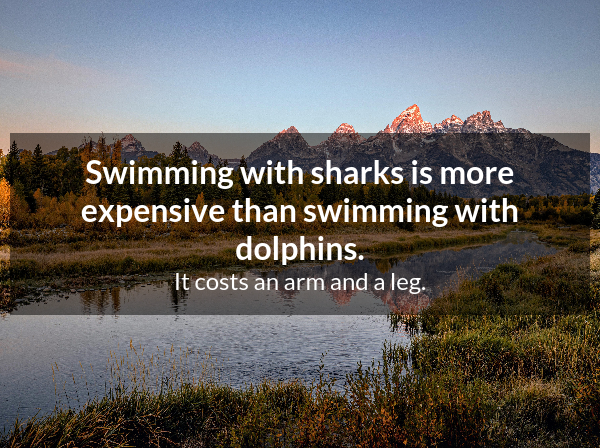 Swimming with sharks is more
expensive than swimming with
dolphins.
It costs an arm and a leg.